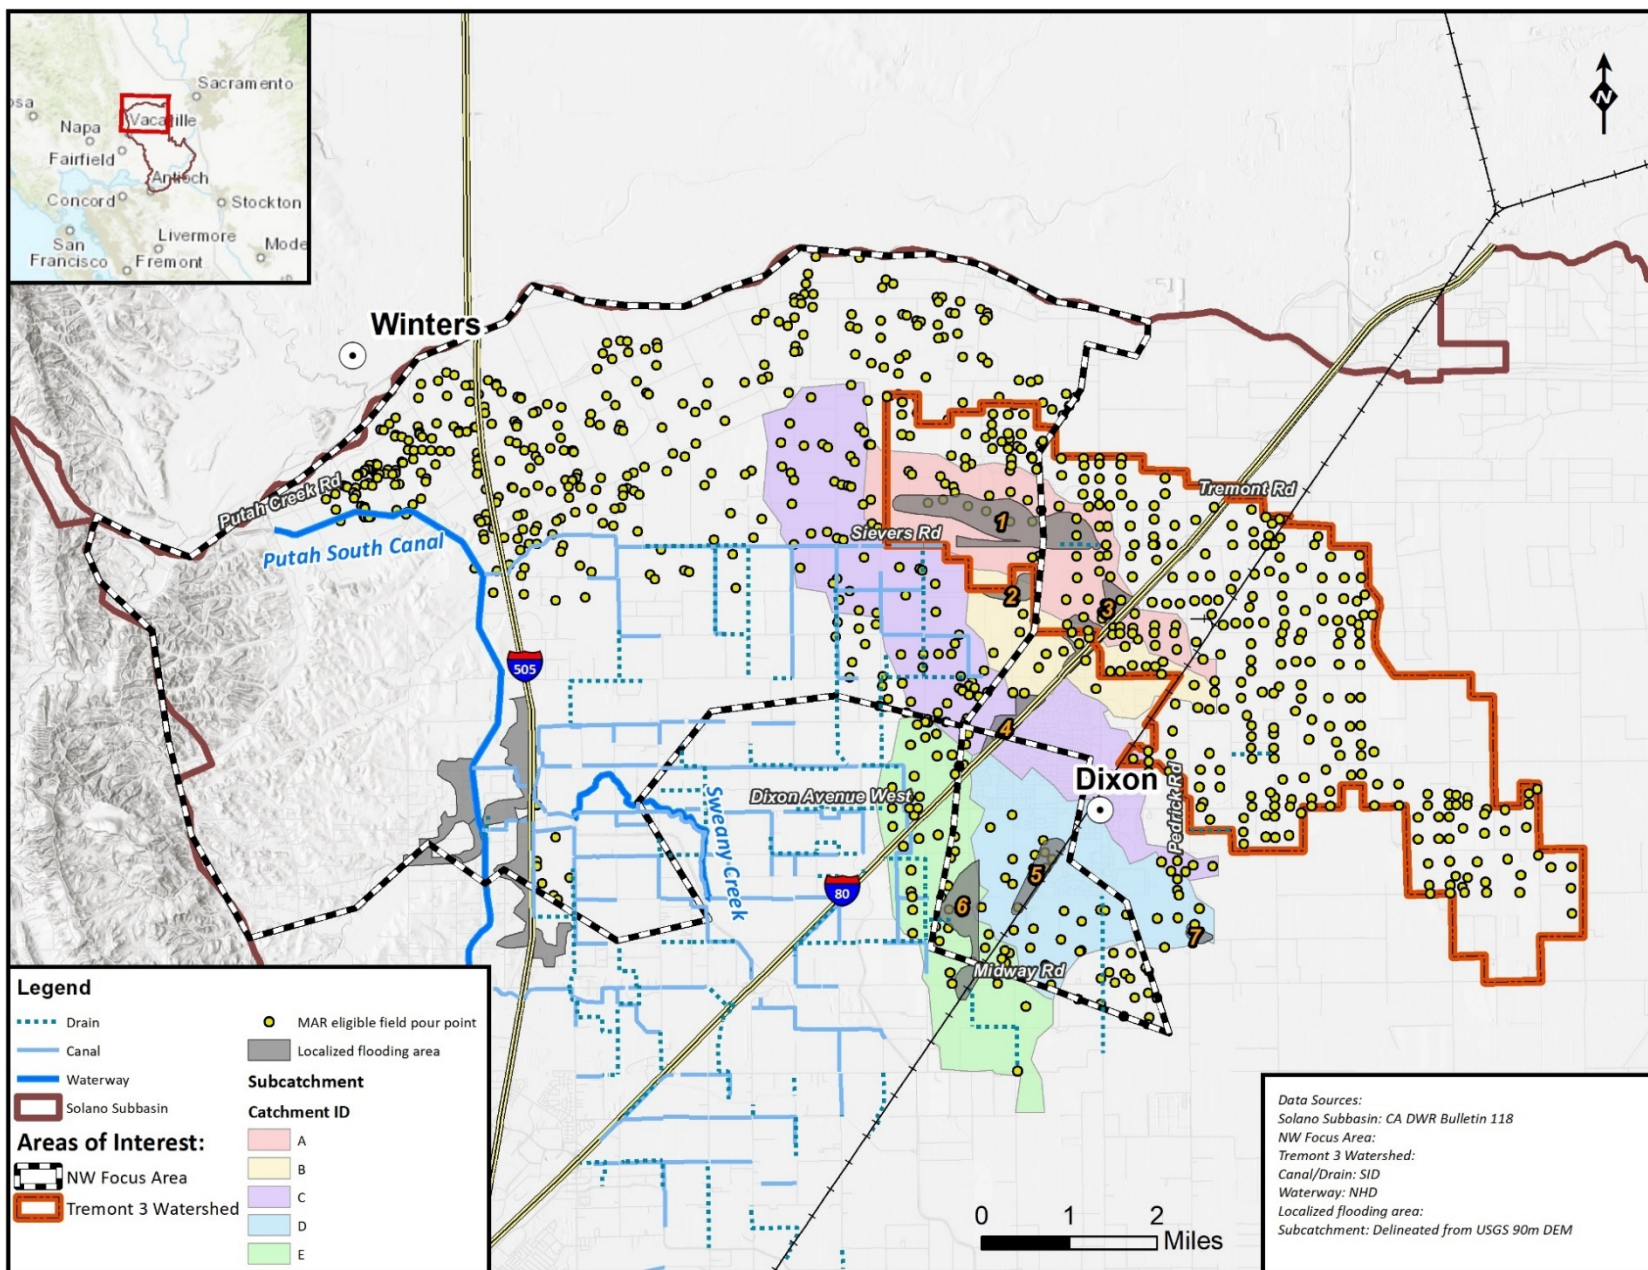 Sacramento
osa
Vacaville
Napa
Fairfield
Antioch
Concord
Stockton
San
Francisco
Livermore
Mode
Fremont
N
Winters
Putah Creek Rd
Putah South Canal
Tremont Rd
1
Sievers Rd
2
3
505
4
Dixon
Dixon Avenue West
Sweany Creek
Pedrick Rd
80
5
6
7
Midway Rd
Legend
Drain
Canal
Waterway
Solano Subbasin
Areas of Interest:
NW Focus Area
Tremont 3 Watershed
MAR eligible field pour point
Localized flooding area
Subcatchment
Catchment ID
A
B
C
D
E
0 1 2
Miles
Data Sources:
Solano Subbasin: CA DWR Bulletin 118
NW Focus Area:
Tremont 3 Watershed:
Canal/Drain: SID
Waterway: NHD
Localized flooding area:
Subcatchment: Delineated from USGS 90m DEM